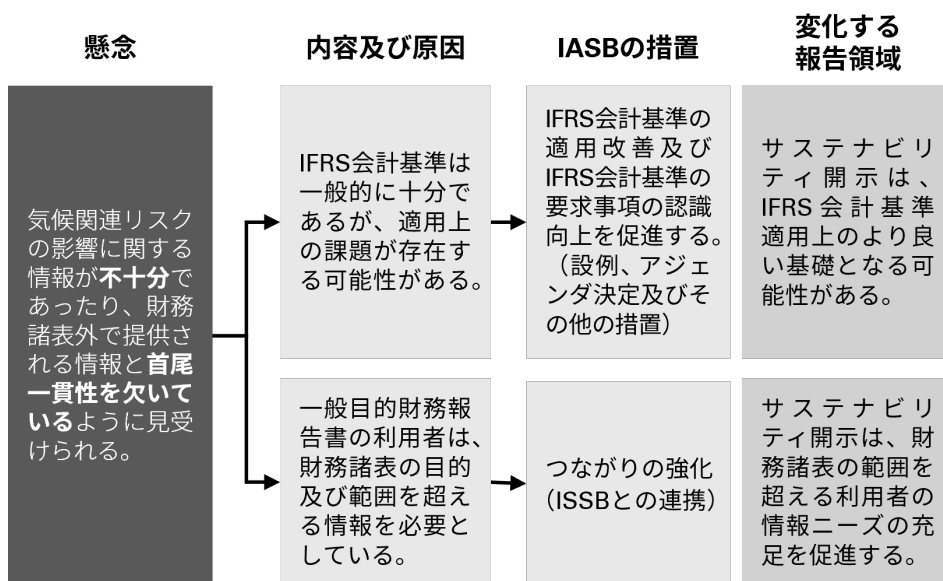 懸念
内容及び原因
IASBの措置
変化する
報告領域
気候関連リスク
の影響に関する
情報が不十分で
あったり、財務
諸表外で提供さ
れる情報と首尾
一貫性を欠いて
いるように見受
けられる。
IFRS会計基準は
一般的に十分で
あるが、適用上
の課題が存在す
る可能性がある。
IFRS会計基準の
適用改善及び
IFRS会計基準の
要求事項の認識
向上を促進する。
（設例、アジェ
ンダ決定及びそ
の他の措置）
サステナビリ
ティ開示は、
IFRS会計基準
適用上のより良
い基礎となる可
能性がある。
一般目的財務報
告書の利用者は、
財務諸表の目的
及び範囲を超え
る情報を必要と
している。
つながりの強化
（ISSBとの連携）
サステナビリ
ティ開示は、財
務諸表の範囲を
超える利用者の
情報ニーズの充
足を促進する。